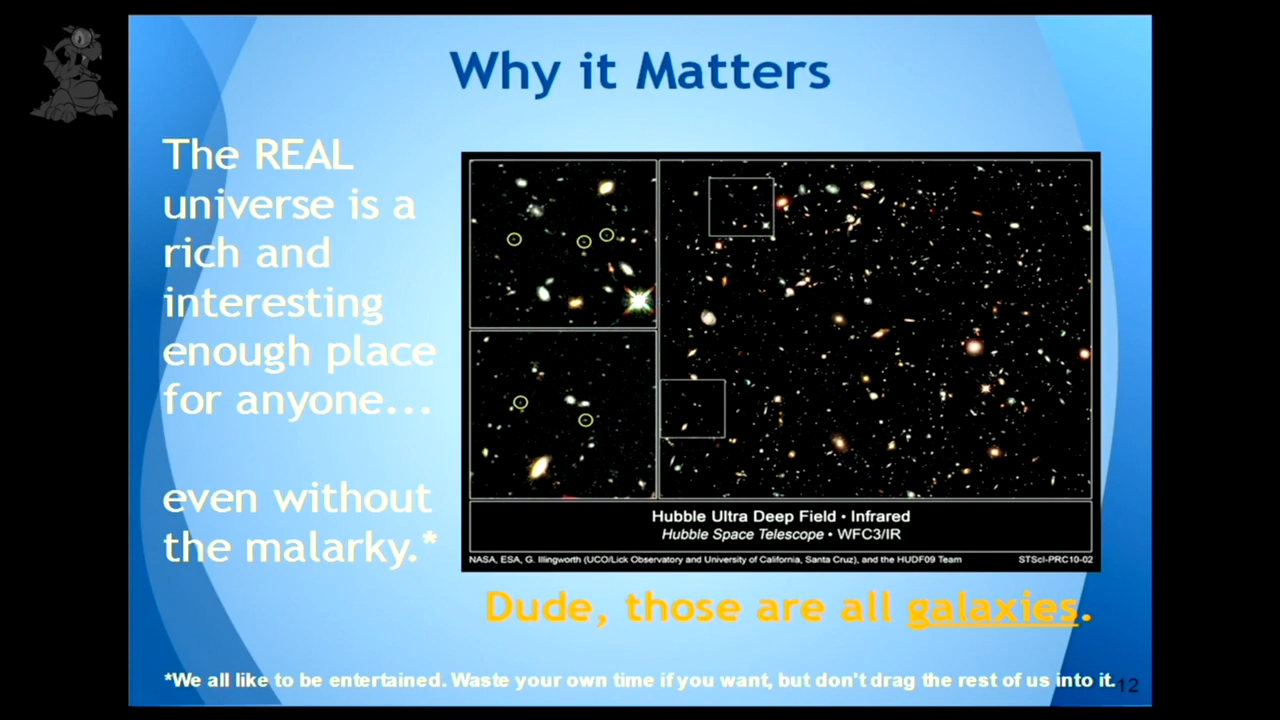 Why it Matters
The REAL
universe is a
rich and
interesting
enough place
for anyone...
even without
the malarky.*
Hubble Ultra Deep Field • Infrared
Hubble Space Telescope • WFC3/IR
NASA, ESA, G. Illingworth (UCO/Lick Observatory and University of California, Santa Cruz), and the HUDF09 Team
STScI-PRC10-02
Dude, those are all galaxies.
*We all like to be entertained. Waste your own time if you want, but don't drag the rest of us into it.
12